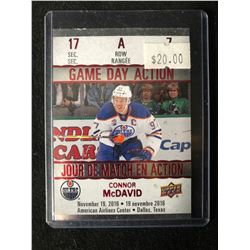 17 A 7
SEC. ROW
SEC. RANGÉE
$20.00
GAME DAY ACTION
JOUR DE MATCH EN ACTION
CONNOR
McDAVID
November 19, 2016 • 19 novembre 2016
American Airlines Center • Dallas, Texas